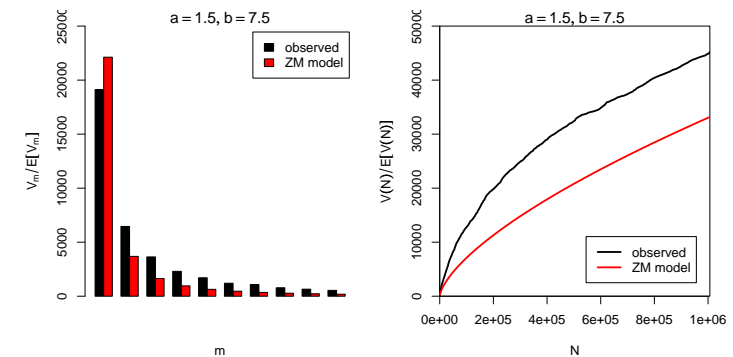 a = 1.5, b = 7.5
25000
20000
15000
10000
5000
0
V_m / E[V_m]
observed
ZM model
m
a = 1.5, b = 7.5
50000
40000
30000
20000
10000
0
V(N) / E[V(N)]
observed
ZM model
0e+00 2e+05 4e+05 6e+05 8e+05 1e+06
N